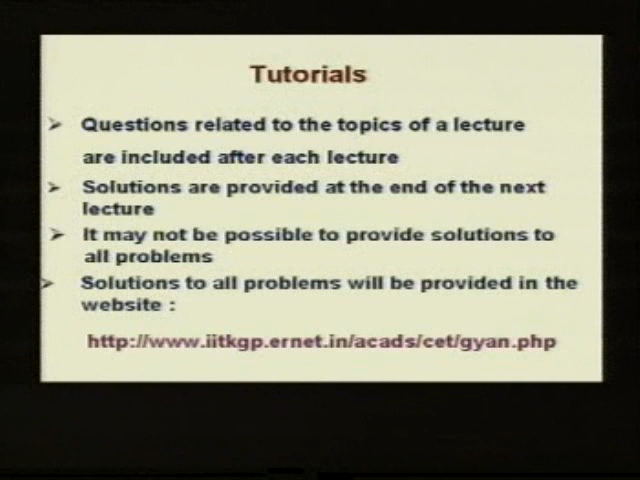 Tutorials
Questions related to the topics of a lecture
are included after each lecture
Solutions are provided at the end of the next
lecture
It may not be possible to provide solutions to
all problems
Solutions to all problems will be provided in the
website :
http://www.iitkgp.ernet.in/acads/cet/gyan.php